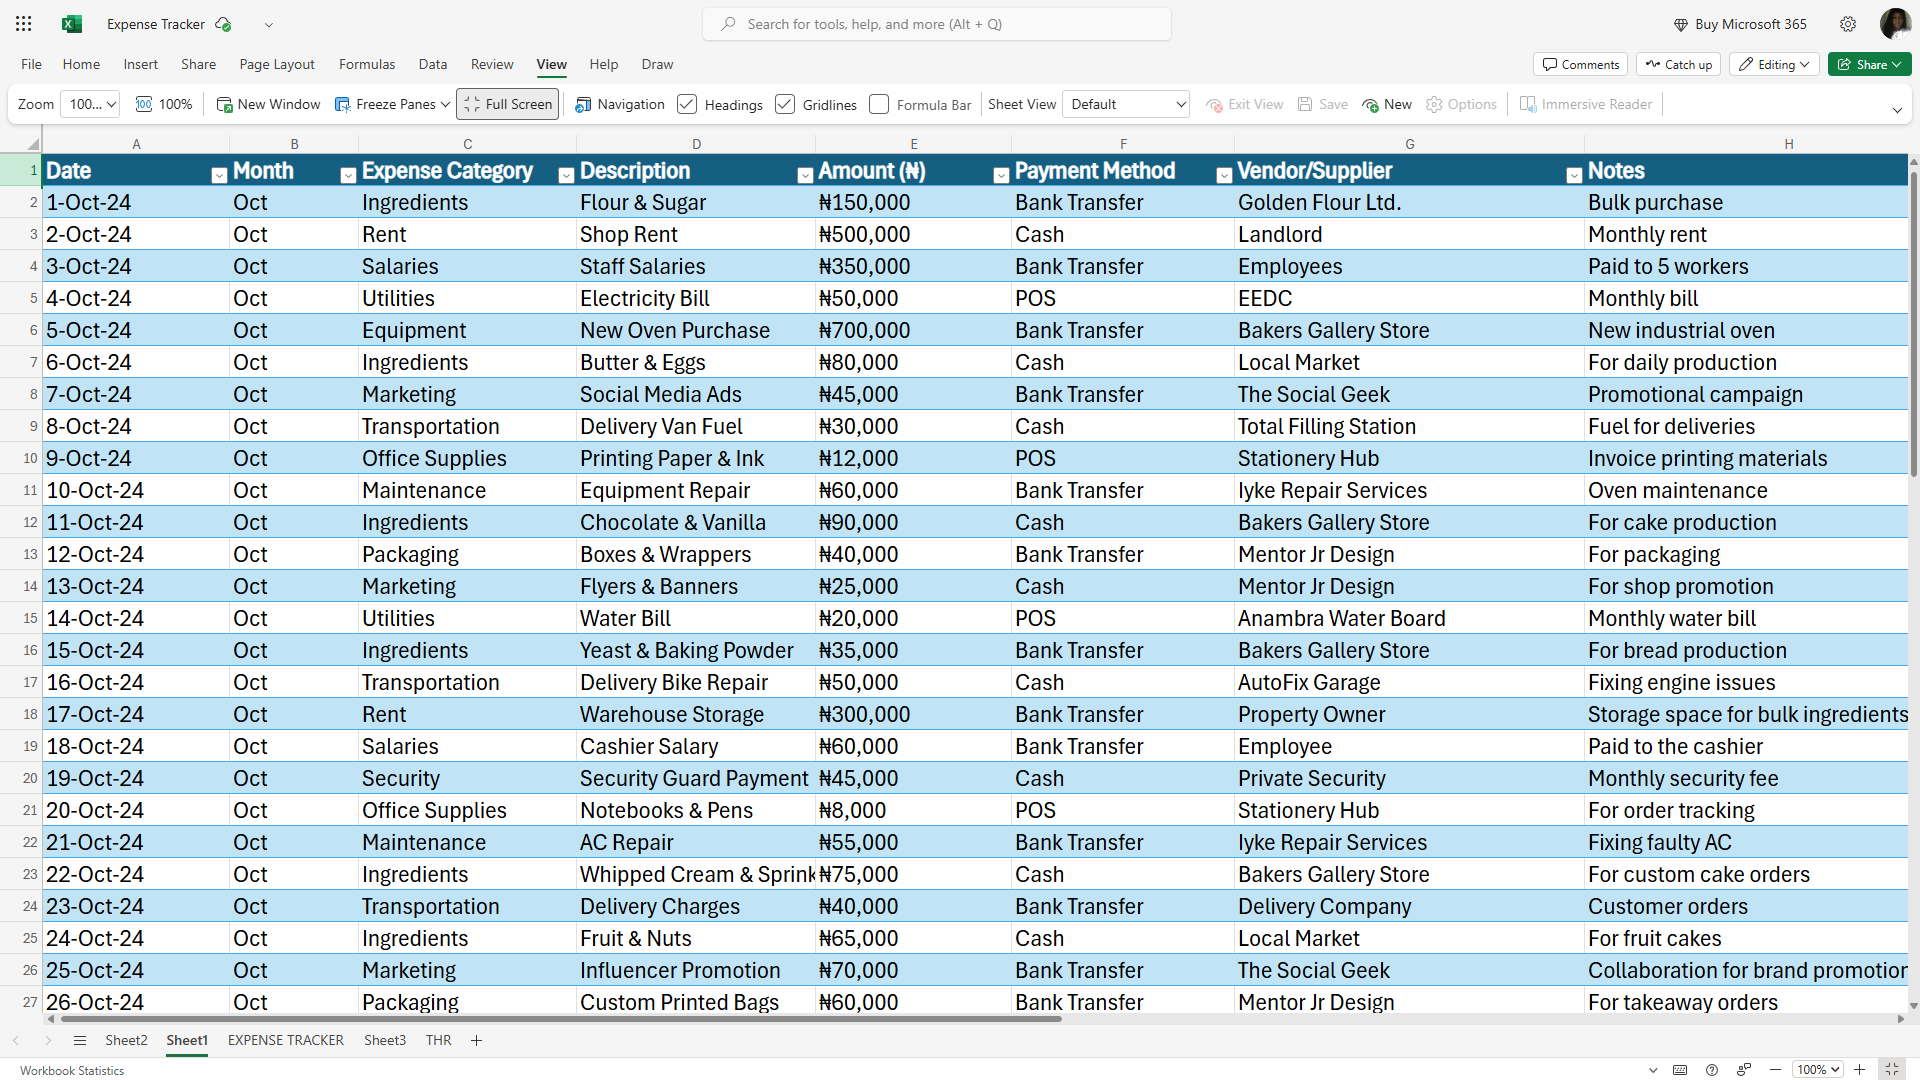 Expense Tracker
Search for tools, help, and more (Alt + Q)
Buy Microsoft 365
File Home Insert Share Page Layout Formulas Data Review View Help Draw
Comments Catch up Editing Share
Zoom 100... 100 100% New Window Freeze Panes Full Screen Navigation Headings Gridlines Formula Bar Sheet View Default Exit View Save New Options Immersive Reader
A B C D E F G H
1 Date Month Expense Category Description Amount (₦) Payment Method Vendor/Supplier Notes
2 1-Oct-24 Oct Ingredients Flour & Sugar ₦150,000 Bank Transfer Golden Flour Ltd. Bulk purchase
3 2-Oct-24 Oct Rent Shop Rent ₦500,000 Cash Landlord Monthly rent
4 3-Oct-24 Oct Salaries Staff Salaries ₦350,000 Bank Transfer Employees Paid to 5 workers
5 4-Oct-24 Oct Utilities Electricity Bill ₦50,000 POS EEDC Monthly bill
6 5-Oct-24 Oct Equipment New Oven Purchase ₦700,000 Bank Transfer Bakers Gallery Store New industrial oven
7 6-Oct-24 Oct Ingredients Butter & Eggs ₦80,000 Cash Local Market For daily production
8 7-Oct-24 Oct Marketing Social Media Ads ₦45,000 Bank Transfer The Social Geek Promotional campaign
9 8-Oct-24 Oct Transportation Delivery Van Fuel ₦30,000 Cash Total Filling Station Fuel for deliveries
10 9-Oct-24 Oct Office Supplies Printing Paper & Ink ₦12,000 POS Stationery Hub Invoice printing materials
11 10-Oct-24 Oct Maintenance Equipment Repair ₦60,000 Bank Transfer Iyke Repair Services Oven maintenance
12 11-Oct-24 Oct Ingredients Chocolate & Vanilla ₦90,000 Cash Bakers Gallery Store For cake production
13 12-Oct-24 Oct Packaging Boxes & Wrappers ₦40,000 Bank Transfer Mentor Jr Design For packaging
14 13-Oct-24 Oct Marketing Flyers & Banners ₦25,000 Cash Mentor Jr Design For shop promotion
15 14-Oct-24 Oct Utilities Water Bill ₦20,000 POS Anambra Water Board Monthly water bill
16 15-Oct-24 Oct Ingredients Yeast & Baking Powder ₦35,000 Bank Transfer Bakers Gallery Store For bread production
17 16-Oct-24 Oct Transportation Delivery Bike Repair ₦50,000 Cash AutoFix Garage Fixing engine issues
18 17-Oct-24 Oct Rent Warehouse Storage ₦300,000 Bank Transfer Property Owner Storage space for bulk ingredients
19 18-Oct-24 Oct Salaries Cashier Salary ₦60,000 Bank Transfer Employee Paid to the cashier
20 19-Oct-24 Oct Security Security Guard Payment ₦45,000 Cash Private Security Monthly security fee
21 20-Oct-24 Oct Office Supplies Notebooks & Pens ₦8,000 POS Stationery Hub For order tracking
22 21-Oct-24 Oct Maintenance AC Repair ₦55,000 Bank Transfer Iyke Repair Services Fixing faulty AC
23 22-Oct-24 Oct Ingredients Whipped Cream & Sprink ₦75,000 Cash Bakers Gallery Store For custom cake orders
24 23-Oct-24 Oct Transportation Delivery Charges ₦40,000 Bank Transfer Delivery Company Customer orders
25 24-Oct-24 Oct Ingredients Fruit & Nuts ₦65,000 Cash Local Market For fruit cakes
26 25-Oct-24 Oct Marketing Influencer Promotion ₦70,000 Bank Transfer The Social Geek Collaboration for brand promotion
27 26-Oct-24 Oct Packaging Custom Printed Bags ₦60,000 Bank Transfer Mentor Jr Design For takeaway orders
Sheet2 Sheet1 EXPENSE TRACKER Sheet3 THR
Workbook Statistics 100%